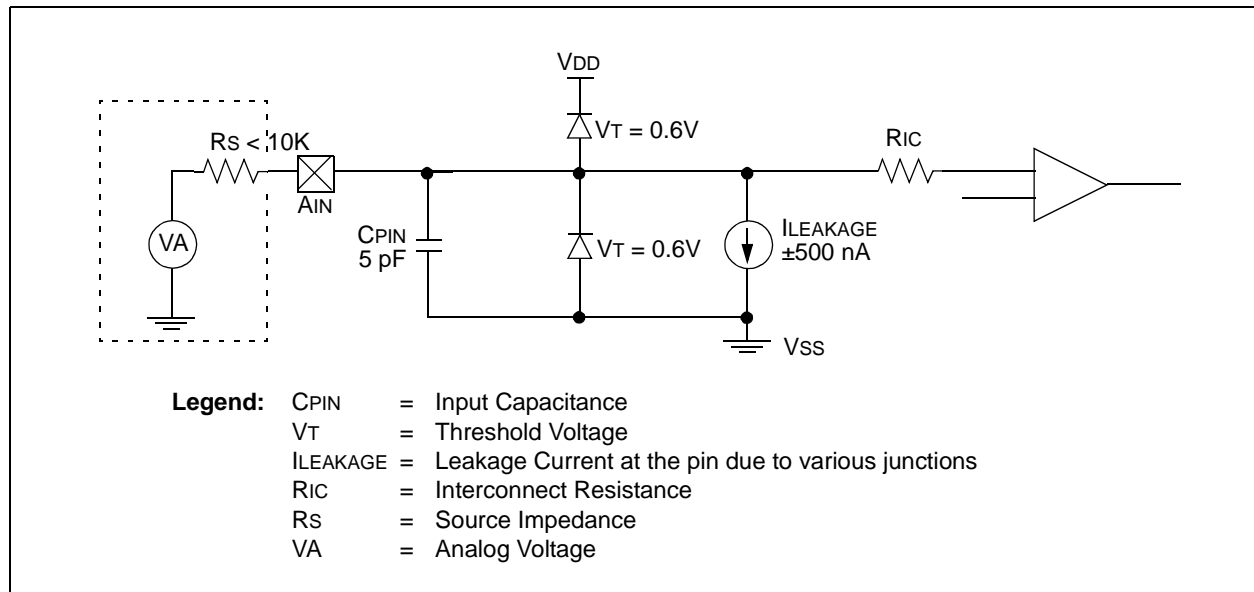 VDD
VT = 0.6V
RS < 10K
RIC
AIN
VA
CPIN
5 pF
VT = 0.6V
ILEAKAGE
±500 nA
VSS
Legend: CPIN = Input Capacitance
VT = Threshold Voltage
ILEAKAGE = Leakage Current at the pin due to various junctions
RIC = Interconnect Resistance
RS = Source Impedance
VA = Analog Voltage